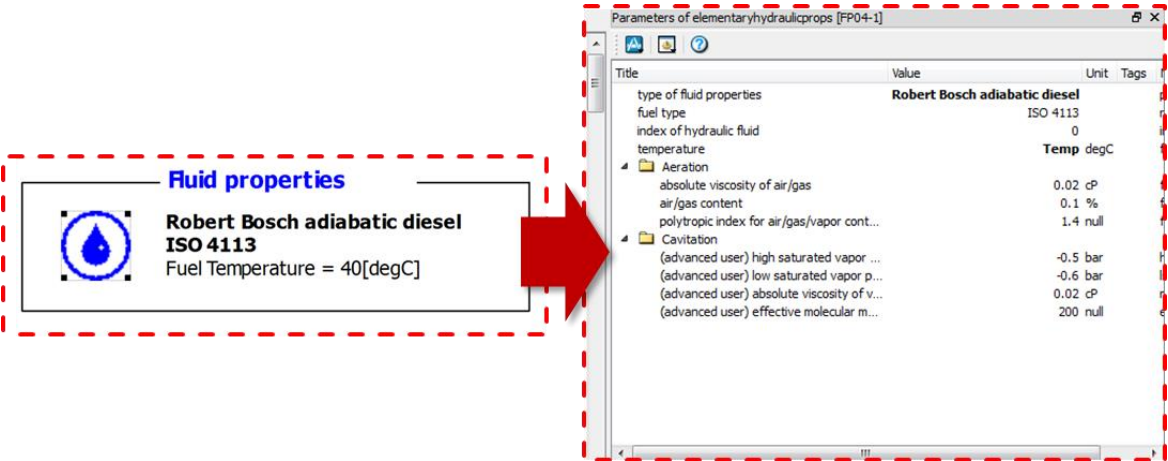 Fluid properties
Robert Bosch adiabatic diesel
ISO 4113
Fuel Temperature = 40[degC]
Parameters of elementaryhydraulicprops [FP04-1]
Title Value Unit Tags
type of fluid properties Robert Bosch adiabatic diesel
fuel type ISO 4113
index of hydraulic fluid 0
temperature Temp degC
Aeration
absolute viscosity of air/gas 0.02 cP
air/gas content 0.1 %
polytropic index for air/gas/vapor cont... 1.4 null
Cavitation
(advanced user) high saturated vapor ... -0.5 bar
(advanced user) low saturated vapor p... -0.6 bar
(advanced user) absolute viscosity of v... 0.02 cP
(advanced user) effective molecular m... 200 null